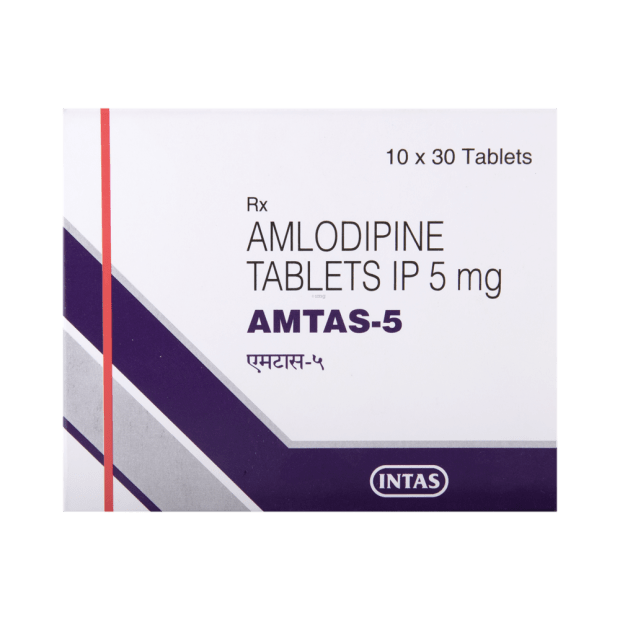 10 x 30 Tablets
Rx
AMLODIPINE
TABLETS IP 5 mg
AMTAS-5
एमटास-५
INTAS